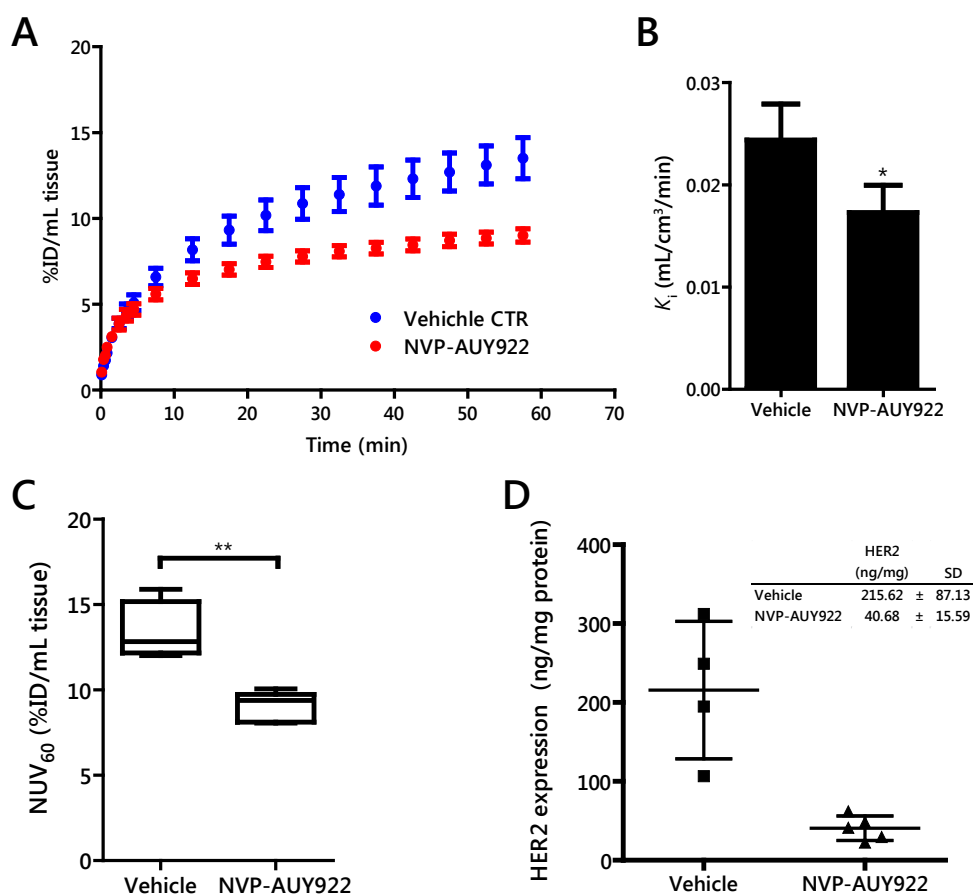 A
%ID/mL tissue
20
15
10
5
0
0 10 20 30 40 50 60 70
Time (min)
Vehichle CTR
NVP-AUY922
B
Ki (mL/cm3/min)
0.03
0.02
0.01
0.00
*
Vehicle NVP-AUY922
C
NUV60 (%ID/mL tissue)
20
15
10
5
0
**
Vehicle NVP-AUY922
D
HER2 expression (ng/mg protein)
400
300
200
100
0
HER2
(ng/mg) SD
Vehicle 215.62 ± 87.13
NVP-AUY922 40.68 ± 15.59
Vehicle NVP-AUY922